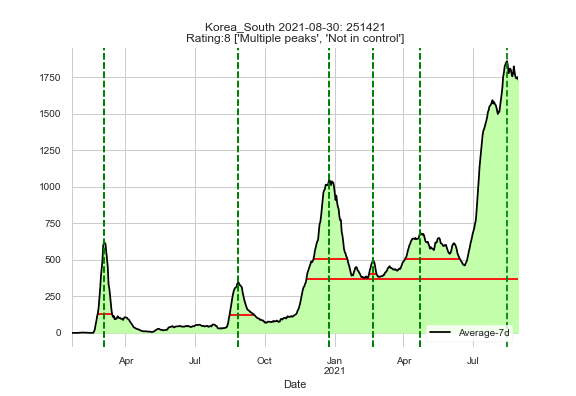 Korea_South 2021-08-30: 251421
Rating:8 ['Multiple peaks', 'Not in control']
1750
1500
1250
1000
750
500
250
0
Average-7d
Apr
Jul
Oct
Jan
2021
Apr
Jul
Date